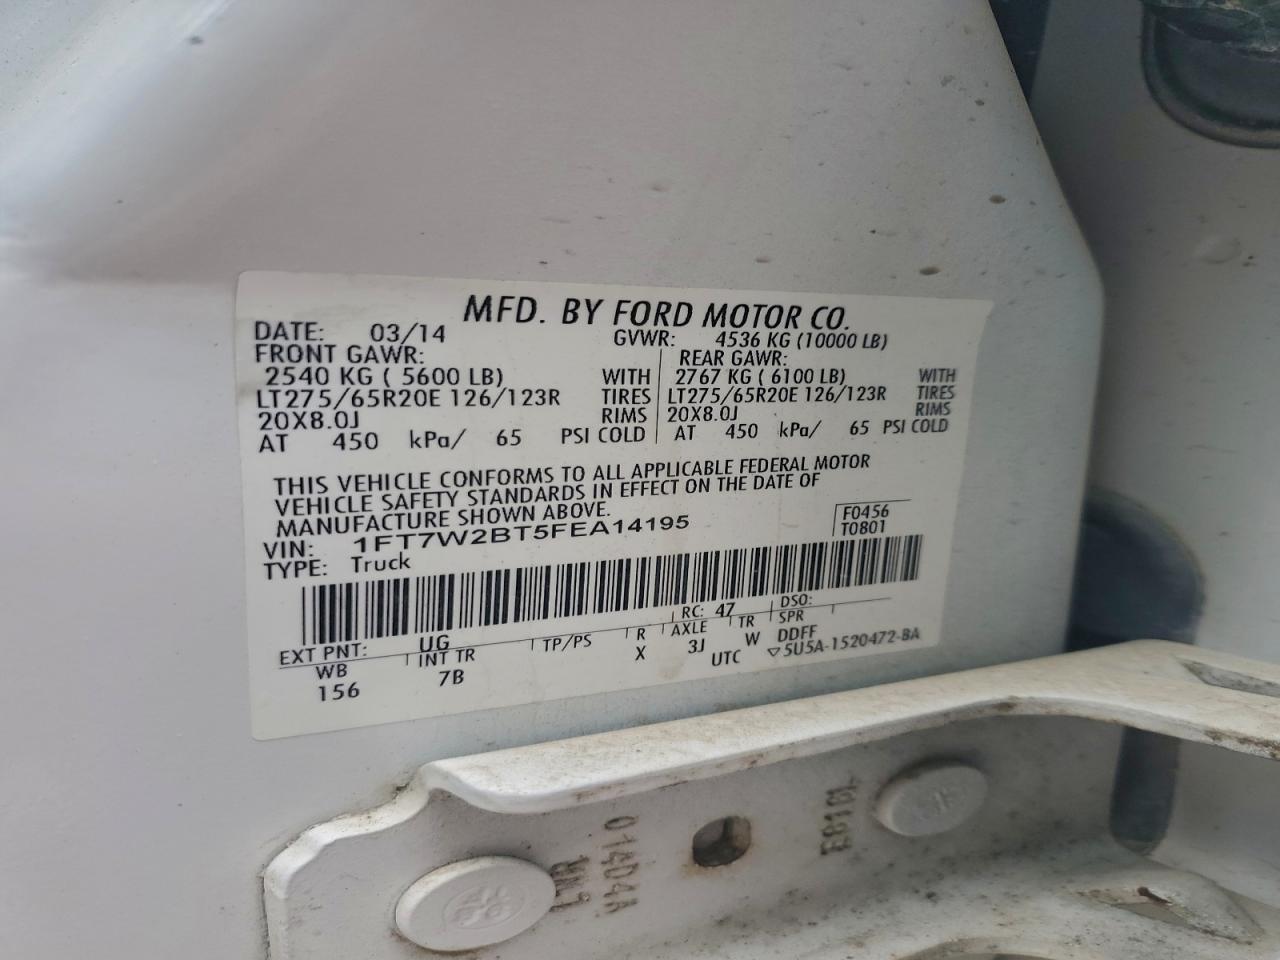 MFD. BY FORD MOTOR CO.
DATE: 03/14 GVWR: 4536 KG (10000 LB)
FRONT GAWR: REAR GAWR:
2540 KG ( 5600 LB) WITH 2767 KG ( 6100 LB) WITH
LT275/65R20E 126/123R TIRES LT275/65R20E 126/123R TIRES
20X8.0J RIMS 20X8.0J RIMS
AT 450 kPa/ 65 PSI COLD AT 450 kPa/ 65 PSI COLD
THIS VEHICLE CONFORMS TO ALL APPLICABLE FEDERAL MOTOR
VEHICLE SAFETY STANDARDS IN EFFECT ON THE DATE OF
MANUFACTURE SHOWN ABOVE.
VIN: 1FT7W2BT5FEA14195 F0456
TYPE: Truck T0801
EXT PNT: UG RC: 47 DSO:
WB INT TR TP/PS R AXLE TR SPR
156 7B X 3J W DDFF
UTC ▽5U5A-1520472-BA
014D4A
E8181